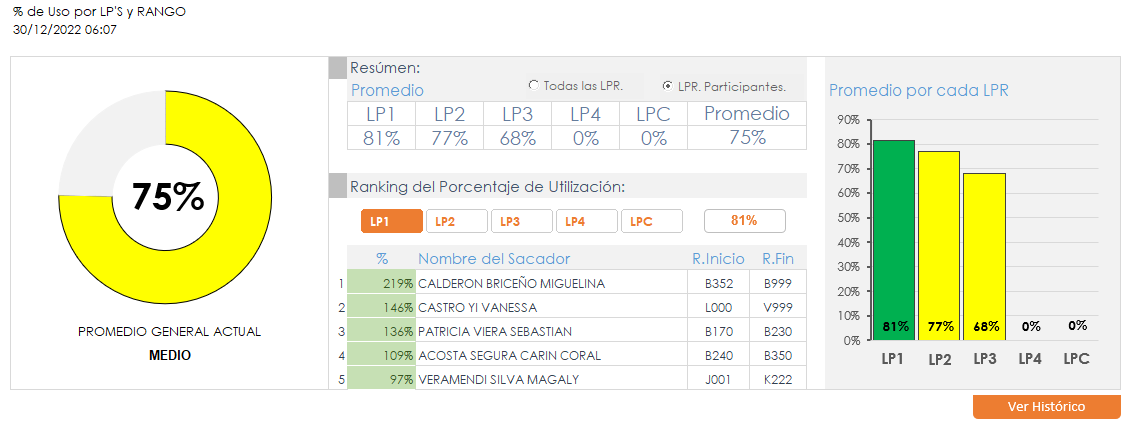 % de Uso por LP'S y RANGO
30/12/2022 06:07
75%
PROMEDIO GENERAL ACTUAL
MEDIO
Resúmen:
Promedio
Todas las LPR.
LPR. Participantes.
LP1 LP2 LP3 LP4 LPC Promedio
81% 77% 68% 0% 0% 75%
Ranking del Porcentaje de Utilización:
LP1 LP2 LP3 LP4 LPC 81%
% Nombre del Sacador R.Inicio R.Fin
1 219% CALDERON BRICEÑO MIGUELINA B352 B999
2 146% CASTRO YI VANESSA L000 V999
3 136% PATRICIA VIERA SEBASTIAN B170 B230
4 109% ACOSTA SEGURA CARIN CORAL B240 B350
5 97% VERAMENDI SILVA MAGALY J001 K222
Promedio por cada LPR
90%
80%
70%
60%
50%
40%
30%
20%
10%
0%
81% 77% 68% 0% 0%
LP1 LP2 LP3 LP4 LPC
Ver Histórico